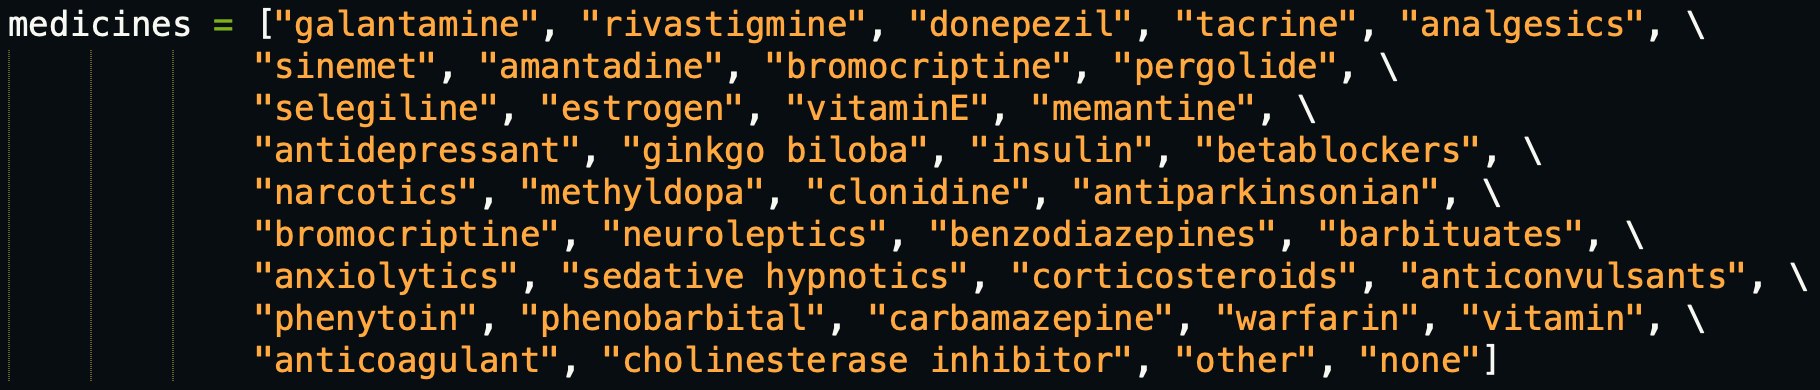 medicines = ["galantamine", "rivastigmine", "donepezil", "tacrine", "analgesics", \
"sinemet", "amantadine", "bromocriptine", "pergolide", \
"selegiline", "estrogen", "vitaminE", "memantine", \
"antidepressant", "ginkgo biloba", "insulin", "betablockers", \
"narcotics", "methyldopa", "clonidine", "antiparkinsonian", \
"bromocriptine", "neuroleptics", "benzodiazepines", "barbituates", \
"anxiolytics", "sedative hypnotics", "corticosteroids", "anticonvulsants", \
"phenytoin", "phenobarbital", "carbamazepine", "warfarin", "vitamin", \
"anticoagulant", "cholinesterase inhibitor", "other", "none"]